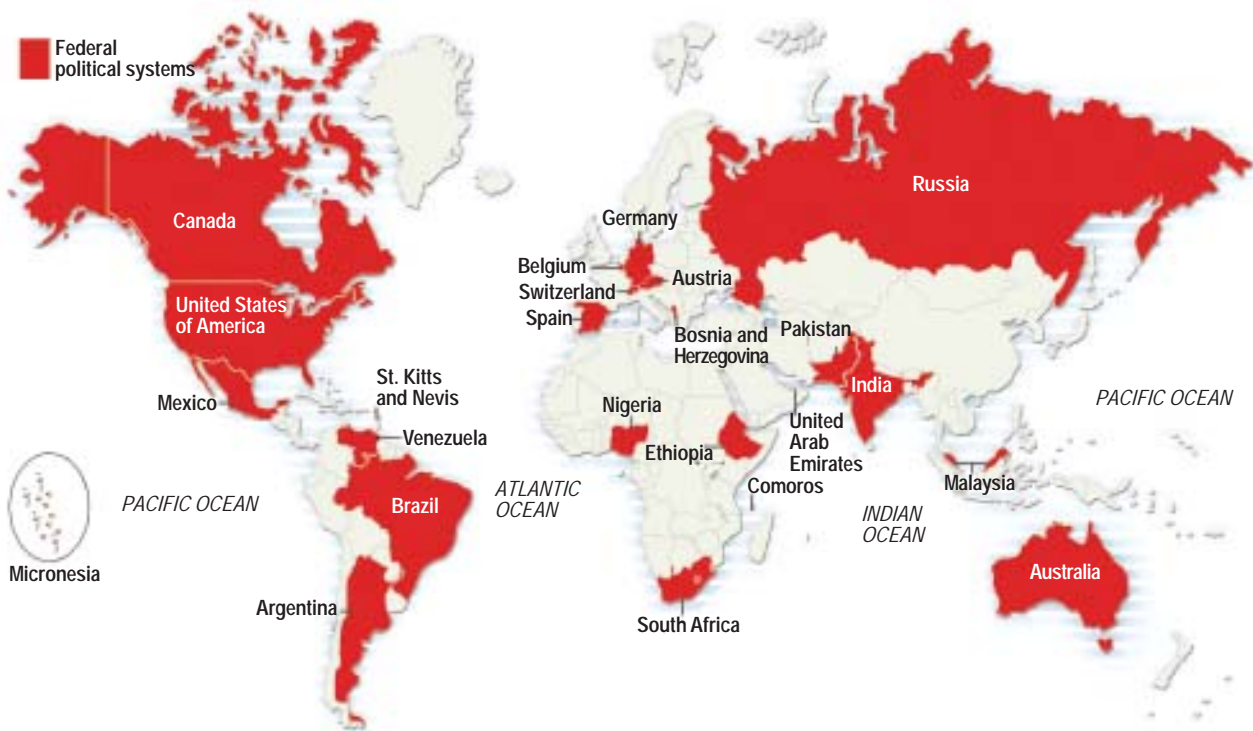 Federal
political systems
Canada
United States
of America
Mexico
St. Kitts
and Nevis
Venezuela
Brazil
Argentina
PACIFIC OCEAN
Micronesia
ATLANTIC
OCEAN
Germany
Belgium
Switzerland
Austria
Spain
Bosnia and
Herzegovina
Russia
Pakistan
India
Nigeria
Ethiopia
United
Arab
Emirates
Comoros
South Africa
INDIAN
OCEAN
Malaysia
PACIFIC OCEAN
Australia